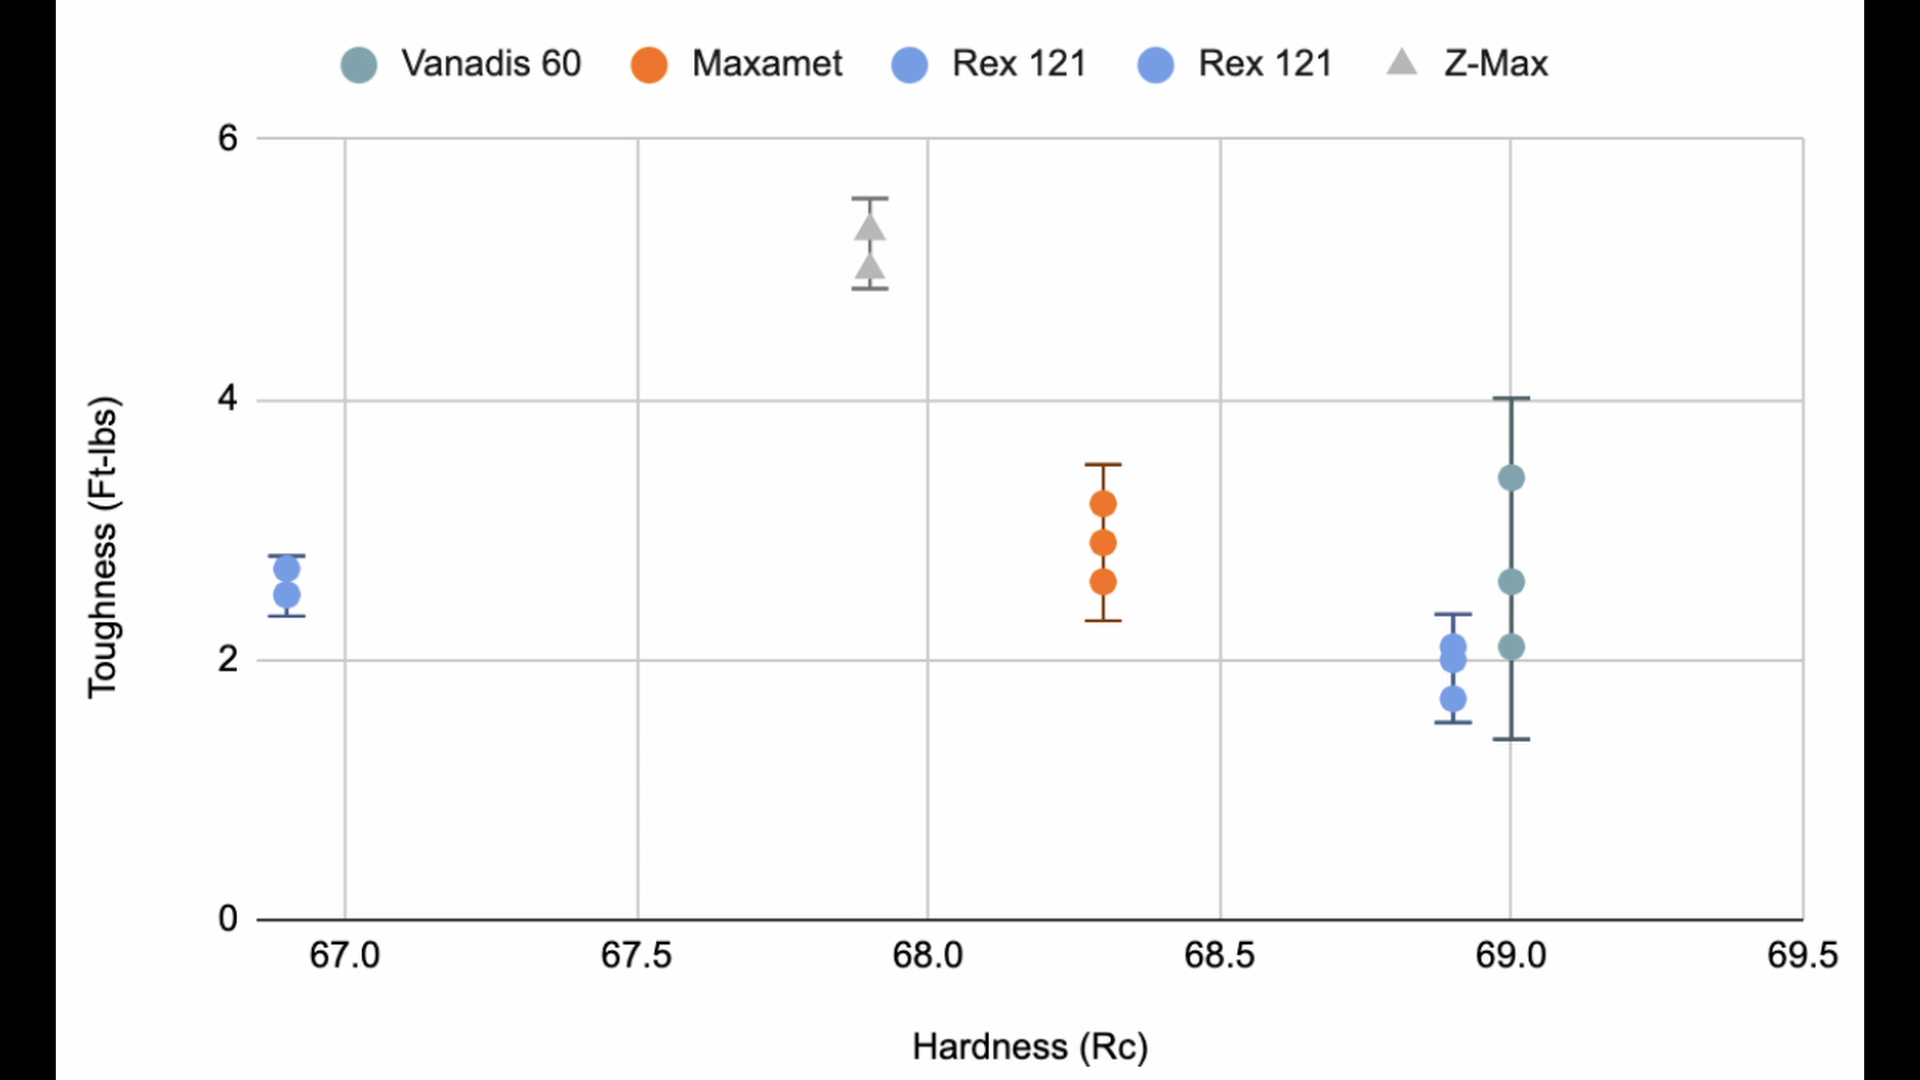 Vanadis 60 Maxamet Rex 121 Rex 121 Z-Max
6
4
2
0
Toughness (Ft-lbs)
67.0 67.5 68.0 68.5 69.0 69.5
Hardness (Rc)